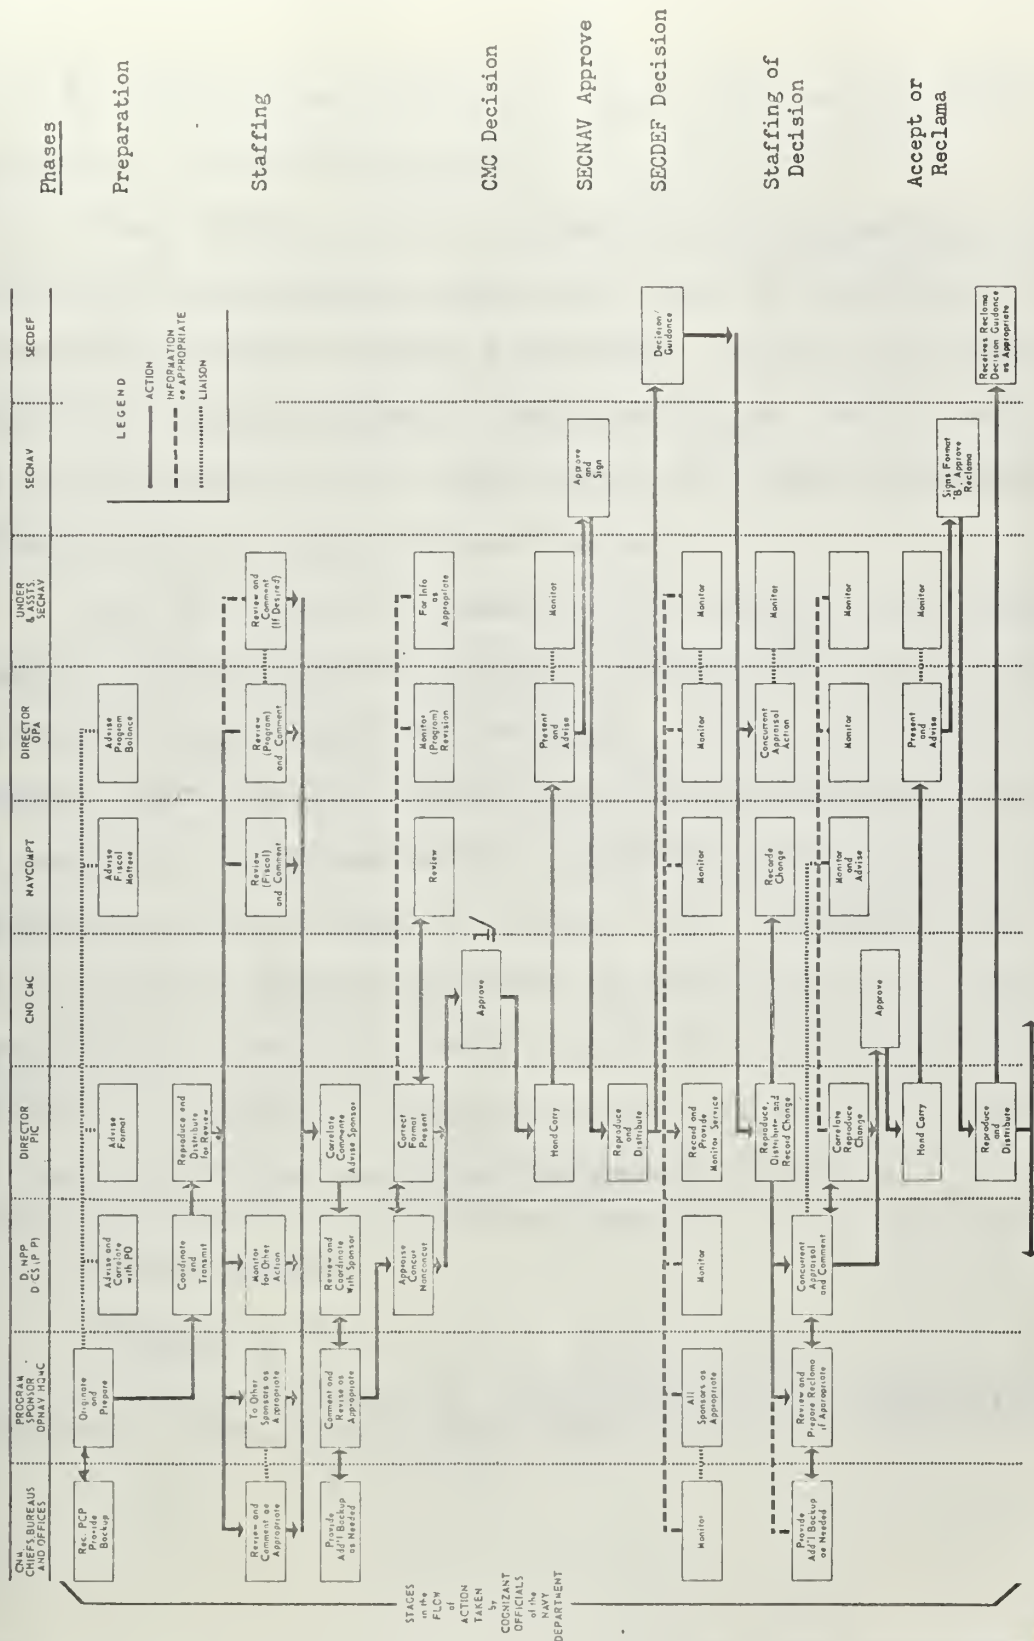 Phases
Preparation
Staffing
CMC Decision
SECNAV Approve
SECDEF Decision
Staffing of
Decision
Accept or
Reclama
STAGES
in the
FLOW
of
ACTION
TAKEN
by
COGNIZANT
OFFICIALS
of the
NAVY
DEPARTMENT
CNM
CHIEFS, BUREAUS
AND OFFICES
PROGRAM
SPONSOR
OPNAV HQMC
D, NPP
D CS (P P)
DIRECTOR
PIC
CNO CMC
NAVCOMPT
DIRECTOR
OPA
UNDER
& ASSTS.
SECNAV
SECNAV
SECDEF
LEGEND
ACTION
INFORMATION
as APPROPRIATE
LIAISON
Rec. PCP
Provide
Backup
Originate
and
Prepare
Advise and
Correlate
with PO
Advise
Format
Advise
Fiscal
Matters
Advise
Program
Balance
Coordinate
and
Transmit
Reproduce and
Distribute
for Review
Review and
Comment as
Appropriate
To Other
Sponsors as
Appropriate
Monitor
for Other
Action
Review
(Fiscal)
and Comment
Review
(Program)
and Comment
Review and
Comment
(If Desired)
Provide
Add'l Backup
as Needed
Comment and
Revise as
Appropriate
Review and
Coordinate
With Sponsor
Correlate
Comments
Advise Sponsor
Appraise
Concur
Nonconcur
Correct
Format
Present
Review
Monitor
(Program)
Revision
For Info
as
Appropriate
Approve
1/
Hand Carry
Present
and
Advise
Monitor
Approve
and
Sign
Reproduce
and
Distribute
Decision/
Guidance
Monitor
All
Sponsors as
Appropriate
Monitor
Record and
Provide
Monitor Service
Monitor
Monitor
Monitor
Reproduce,
Distribute and
Record Change
Records
Change
Concurrent
Appraisal
Action
Monitor
Provide
Add'l Backup
as Needed
Review and
Prepare Reclama
if Appropriate
Concurrent
Appraisal
and Comment
Correlate
Reproduce
Change
Monitor
and
Advise
Monitor
Monitor
Approve
Hand Carry
Present
and
Advise
Monitor
Signs Format
"B", Approve
Reclama
Reproduce
and
Distribute
Receives Reclama
Decision Guidance
as Appropriate